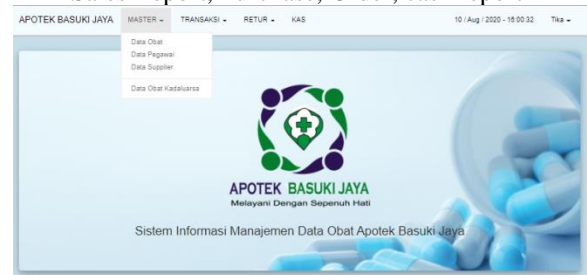 APOTEK BASUKI JAYA MASTER TRANSAKSI RETUR KAS 10 / Aug / 2020 - 16:00:32 Tika
Data Obat
Data Pegawai
Data Supplier
Data Obat Kadaluarsa
APOTEK BASUKI JAYA
Melayani Dengan Sepenuh Hati
Sistem Informasi Manajemen Data Obat Apotek Basuki Jaya